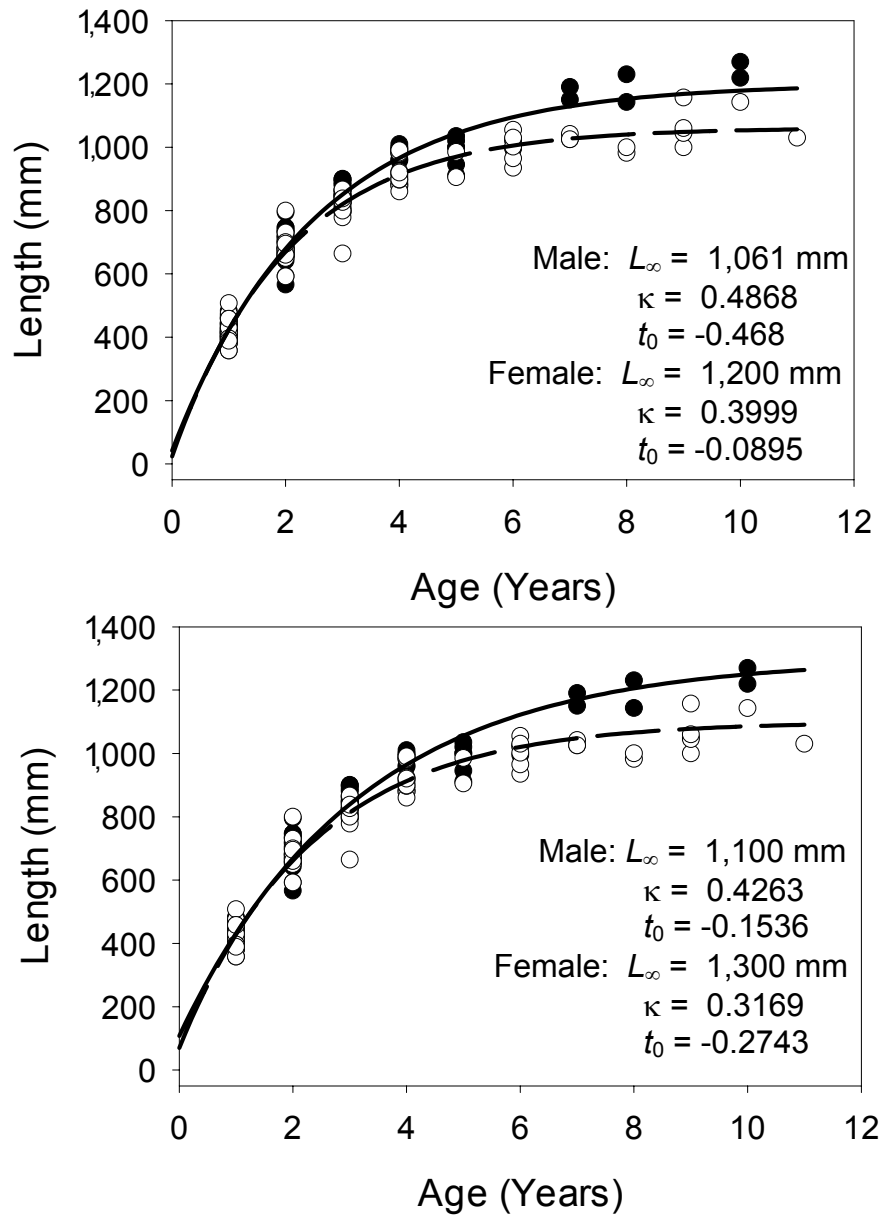 1,400
1,200
1,000
800
600
400
200
0
Length (mm)
Male: L∞ = 1,061 mm
κ = 0.4868
t0 = -0.468
Female: L∞ = 1,200 mm
κ = 0.3999
t0 = -0.0895
0 2 4 6 8 10 12
Age (Years)
1,400
1,200
1,000
800
600
400
200
0
Length (mm)
Male: L∞ = 1,100 mm
κ = 0.4263
t0 = -0.1536
Female: L∞ = 1,300 mm
κ = 0.3169
t0 = -0.2743
0 2 4 6 8 10 12
Age (Years)